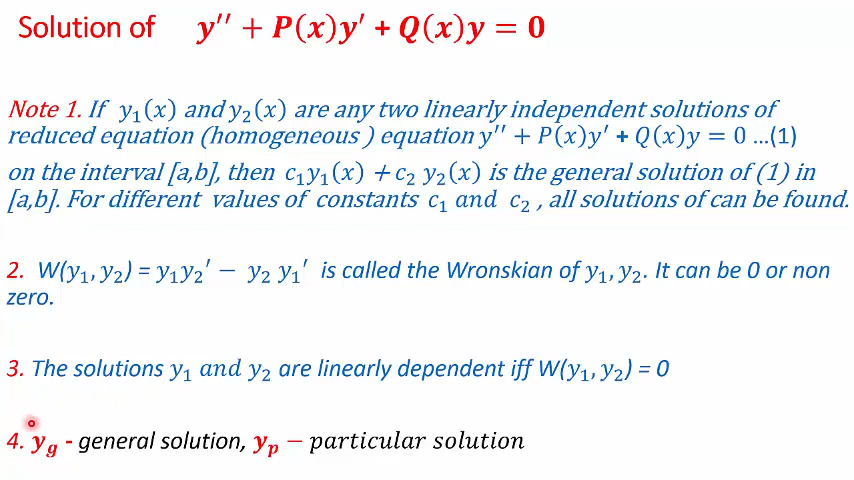 Solution of y′′ + P(x)y′ + Q(x)y = 0
Note 1. If y₁(x) and y₂(x) are any two linearly independent solutions of
reduced equation (homogeneous ) equation y′′ + P(x)y′ + Q(x)y = 0 ...(1)
on the interval [a,b], then c₁y₁(x) + c₂ y₂(x) is the general solution of (1) in
[a,b]. For different values of constants c₁ and c₂ , all solutions of can be found.
2. W(y₁, y₂) = y₁y₂′ − y₂ y₁′ is called the Wronskian of y₁, y₂. It can be 0 or non
zero.
3. The solutions y₁ and y₂ are linearly dependent iff W(y₁, y₂) = 0
4. y_g - general solution, y_p − particular solution